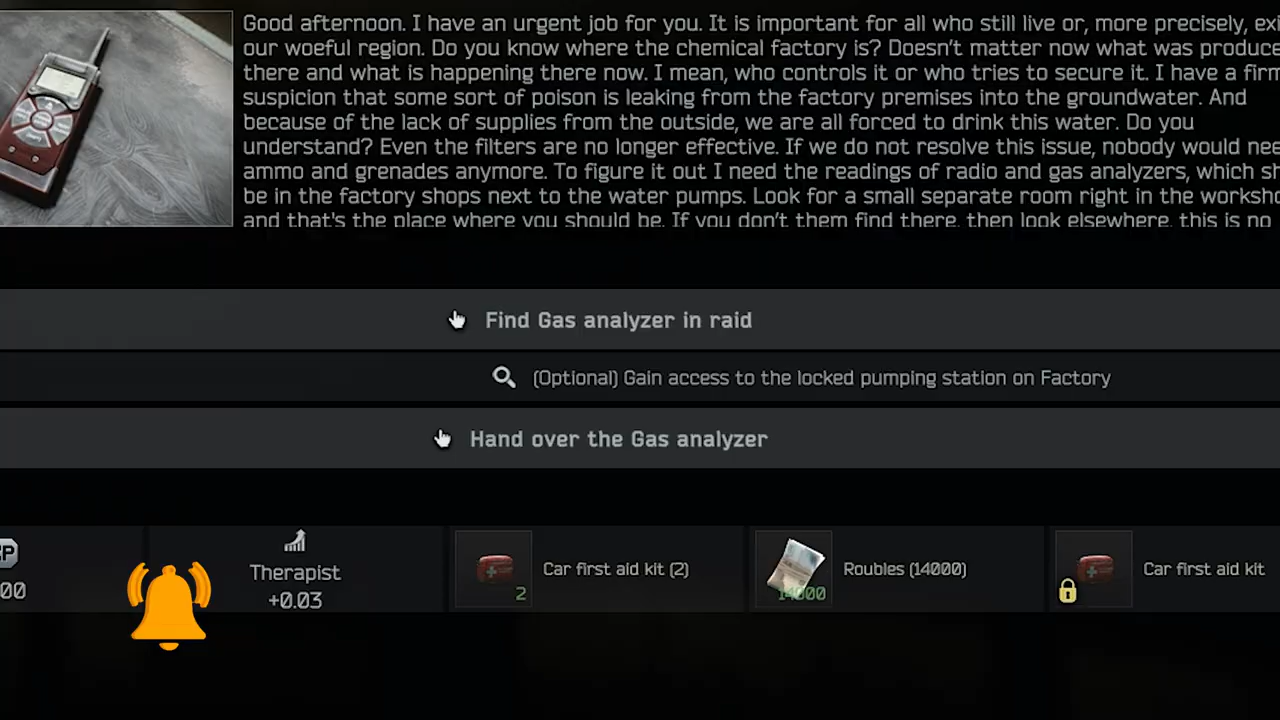 Good afternoon. I have an urgent job for you. It is important for all who still live or, more precisely,
our woeful region. Do you know where the chemical factory is? Doesn't matter now what was
there and what is happening there now. I mean, who controls it or who tries to secure it. I have a
suspicion that some sort of poison is leaking from the factory premises into the groundwater. And
because of the lack of supplies from the outside, we are all forced to drink this water. Do you
understand? Even the filters are no longer effective. If we do not resolve this issue, nobody would
ammo and grenades anymore. To figure it out I need the readings of radio and gas analyzers, which
be in the factory shops next to the water pumps. Look for a small separate room right in the
and that's the place where you should be. If you don't them find there, then look elsewhere, this is no
Find Gas analyzer in raid
(Optional) Gain access to the locked pumping station on Factory
Hand over the Gas analyzer
Therapist
+0.03
Car first aid kit (2)
2
Roubles (14000)
14000
Car first aid kit